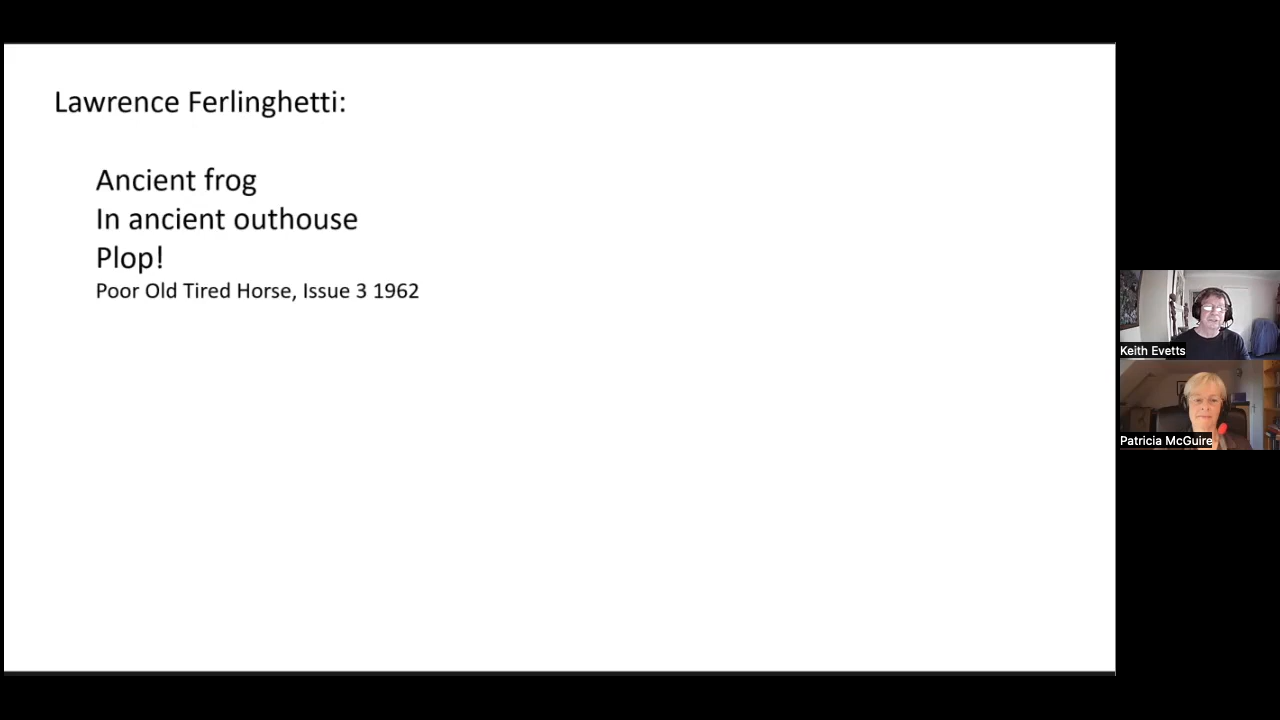 Lawrence Ferlinghetti:
Ancient frog
In ancient outhouse
Plop!
Poor Old Tired Horse, Issue 3 1962
Keith Evetts
Patricia McGuire